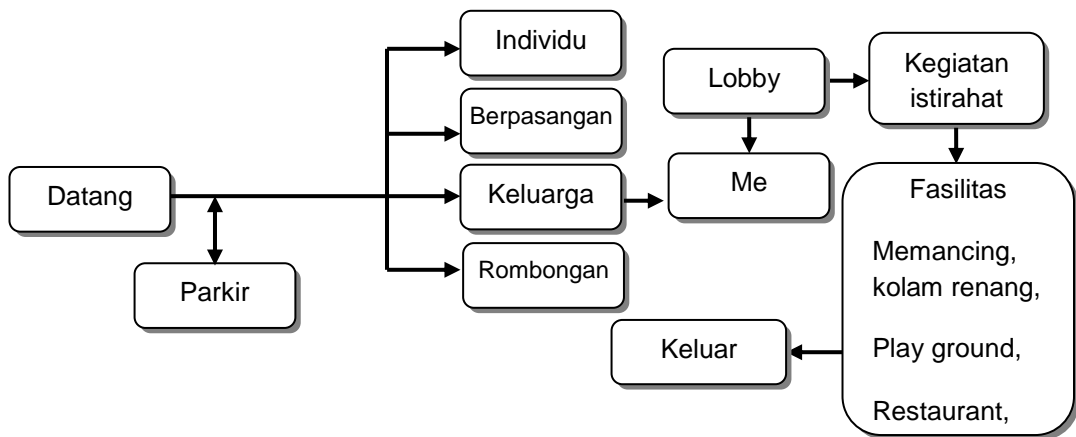 Individu
Berpasangan
Keluarga
Rombongan
Datang
Parkir
Lobby
Me
Kegiatan
istirahat
Fasilitas
Memancing,
kolam renang,
Play ground,
Restaurant,
Keluar